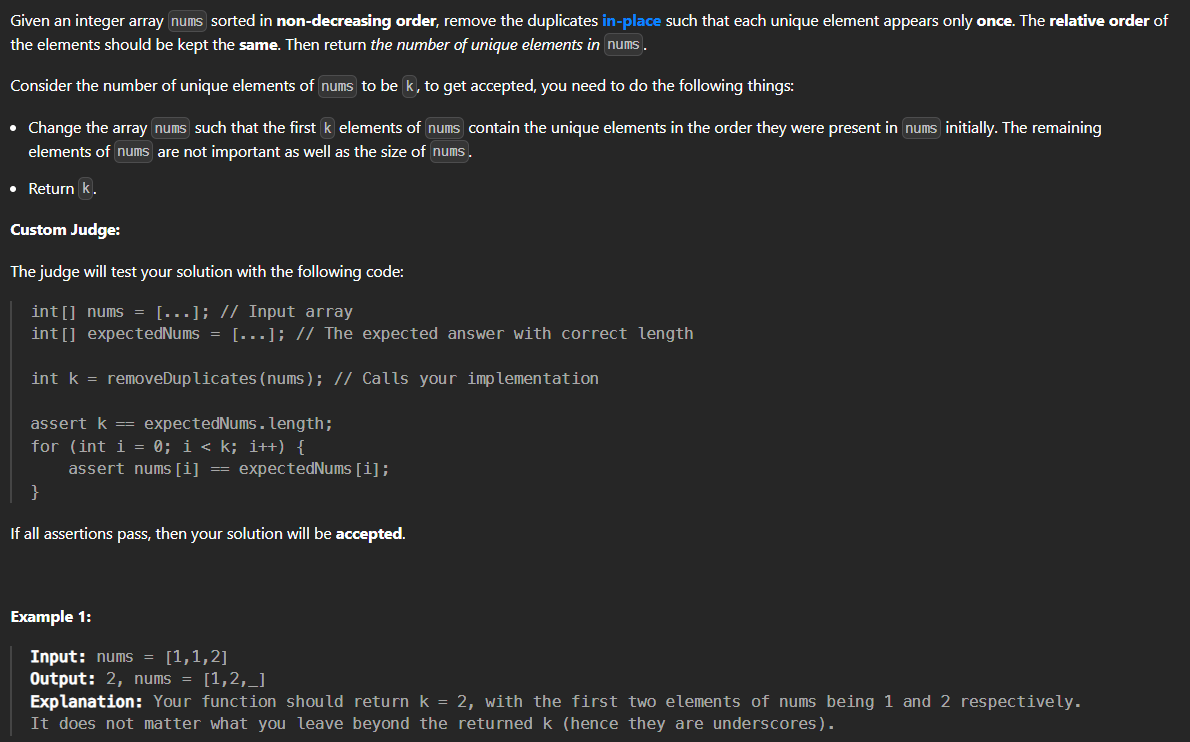 Given an integer array nums sorted in non-decreasing order, remove the duplicates in-place such that each unique element appears only once. The relative order of
the elements should be kept the same. Then return the number of unique elements in nums.
Consider the number of unique elements of nums to be k, to get accepted, you need to do the following things:
• Change the array nums such that the first k elements of nums contain the unique elements in the order they were present in nums initially. The remaining
elements of nums are not important as well as the size of nums.
• Return k.
Custom Judge:
The judge will test your solution with the following code:
int[] nums = [...]; // Input array
int[] expectedNums = [...]; // The expected answer with correct length
int k = removeDuplicates(nums); // Calls your implementation
assert k == expectedNums.length;
for (int i = 0; i < k; i++) {
    assert nums[i] == expectedNums[i];
}
If all assertions pass, then your solution will be accepted.
Example 1:
Input: nums = [1,1,2]
Output: 2, nums = [1,2,_]
Explanation: Your function should return k = 2, with the first two elements of nums being 1 and 2 respectively.
It does not matter what you leave beyond the returned k (hence they are underscores).